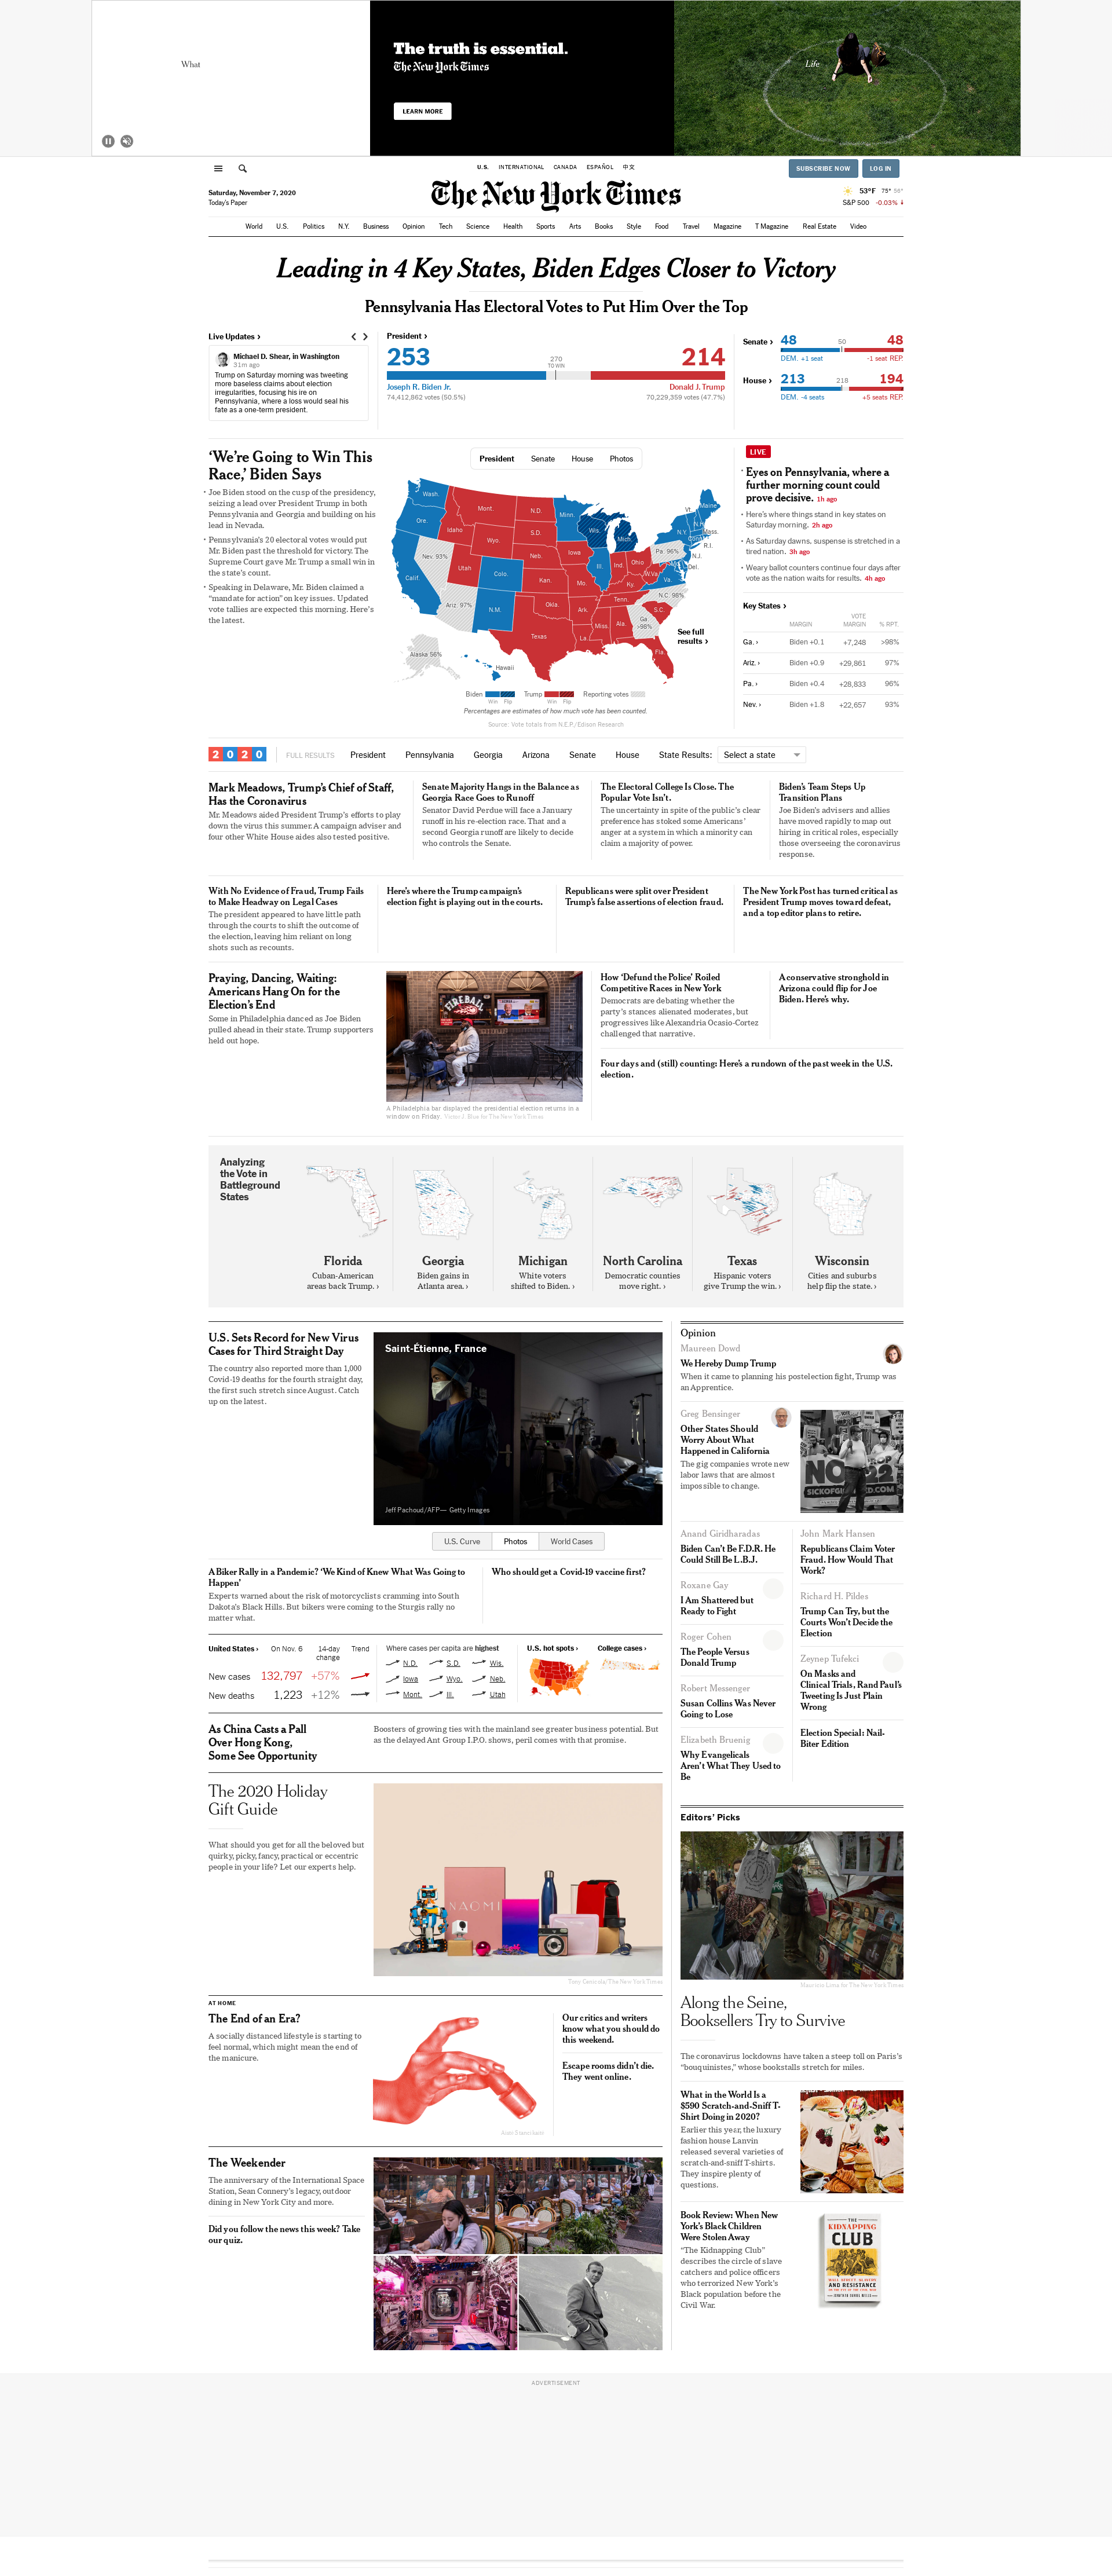 What
The truth is essential.
The New York Times
LEARN MORE
Life
U.S.
INTERNATIONAL
CANADA
ESPAÑOL
中文
SUBSCRIBE NOW
LOG IN
Saturday, November 7, 2020
Today's Paper
The New York Times
53°F 75° 56°
S&P 500 -0.03%
World U.S. Politics N.Y. Business Opinion Tech Science Health Sports Arts Books Style Food Travel Magazine T Magazine Real Estate Video
Leading in 4 Key States, Biden Edges Closer to Victory
Pennsylvania Has Electoral Votes to Put Him Over the Top
Live Updates ›
Michael D. Shear, in Washington
31m ago
Trump on Saturday morning was tweeting
more baseless claims about election
irregularities, focusing his ire on
Pennsylvania, where a loss would seal his
fate as a one-term president.
President ›
253
270
TO WIN
214
Joseph R. Biden Jr.
Donald J. Trump
74,412,862 votes (50.5%)
70,229,359 votes (47.7%)
Senate ›
48
50
48
DEM. +1 seat
-1 seat REP.
House ›
213
218
194
DEM. -4 seats
+5 seats REP.
‘We’re Going to Win This
Race,’ Biden Says
Joe Biden stood on the cusp of the presidency,
seizing a lead over President Trump in both
Pennsylvania and Georgia and building on his
lead in Nevada.
Pennsylvania’s 20 electoral votes would put
Mr. Biden past the threshold for victory. The
Supreme Court gave Mr. Trump a small win in
the state’s count.
Speaking in Delaware, Mr. Biden claimed a
“mandate for action” on key issues. Updated
vote tallies are expected this morning. Here’s
the latest.
President Senate House Photos
Wash.
Ore.
Calif.
Nev. 93%
Idaho
Mont.
Wyo.
Utah
Ariz. 97%
Colo.
N.M.
N.D.
S.D.
Neb.
Kan.
Okla.
Texas
Minn.
Iowa
Mo.
Ark.
La.
Wis.
Ill.
Mich.
Ind.
Ohio
Ky.
Tenn.
Miss.
Ala.
Ga.
>98%
Fla.
S.C.
N.C. 98%
Va.
W.Va.
Pa. 96%
N.Y.
Vt.
N.H.
Maine
Mass.
Conn.
R.I.
N.J.
Del.
Alaska 56%
Hawaii
See full
results ›
Biden Win Flip
Trump Win Flip
Reporting votes
Percentages are estimates of how much vote has been counted.
Source: Vote totals from N.E.P./Edison Research
LIVE
Eyes on Pennsylvania, where a
further morning count could
prove decisive. 1h ago
Here’s where things stand in key states on
Saturday morning. 2h ago
As Saturday dawns, suspense is stretched in a
tired nation. 3h ago
Weary ballot counters continue four days after
vote as the nation waits for results. 4h ago
Key States ›
VOTE
MARGIN MARGIN % RPT.
Ga. › Biden +0.1 +7,248 >98%
Ariz. › Biden +0.9 +29,861 97%
Pa. › Biden +0.4 +28,833 96%
Nev. › Biden +1.8 +22,657 93%
2020
FULL RESULTS President Pennsylvania Georgia Arizona Senate House State Results: Select a state
Mark Meadows, Trump’s Chief of Staff,
Has the Coronavirus
Mr. Meadows aided President Trump’s efforts to play
down the virus this summer. A campaign adviser and
four other White House aides also tested positive.
Senate Majority Hangs in the Balance as
Georgia Race Goes to Runoff
Senator David Perdue will face a January
runoff in his re-election race. That and a
second Georgia runoff are likely to decide
who controls the Senate.
The Electoral College Is Close. The
Popular Vote Isn’t.
The uncertainty in spite of the public’s clear
preference has stoked some Americans’
anger at a system in which a minority can
claim a majority of power.
Biden’s Team Steps Up
Transition Plans
Joe Biden’s advisers and allies
have moved rapidly to map out
hiring in critical roles, especially
those overseeing the coronavirus
response.
With No Evidence of Fraud, Trump Fails
to Make Headway on Legal Cases
The president appeared to have little path
through the courts to shift the outcome of
the election, leaving him reliant on long
shots such as recounts.
Here’s where the Trump campaign’s
election fight is playing out in the courts.
Republicans were split over President
Trump’s false assertions of election fraud.
The New York Post has turned critical as
President Trump moves toward defeat,
and a top editor plans to retire.
Praying, Dancing, Waiting:
Americans Hang On for the
Election’s End
Some in Philadelphia danced as Joe Biden
pulled ahead in their state. Trump supporters
held out hope.
FIREBALL
A Philadelphia bar displayed the presidential election returns in a
window on Friday. Victor J. Blue for The New York Times
How ‘Defund the Police’ Roiled
Competitive Races in New York
Democrats are debating whether the
party’s stances alienated moderates, but
progressives like Alexandria Ocasio-Cortez
challenged that narrative.
A conservative stronghold in
Arizona could flip for Joe
Biden. Here’s why.
Four days and (still) counting: Here’s a rundown of the past week in the U.S.
election.
Analyzing
the Vote in
Battleground
States
Florida
Cuban-American
areas back Trump. ›
Georgia
Biden gains in
Atlanta area. ›
Michigan
White voters
shifted to Biden. ›
North Carolina
Democratic counties
move right. ›
Texas
Hispanic voters
give Trump the win. ›
Wisconsin
Cities and suburbs
help flip the state. ›
U.S. Sets Record for New Virus
Cases for Third Straight Day
The country also reported more than 1,000
Covid-19 deaths for the fourth straight day,
the first such stretch since August. Catch
up on the latest.
Saint-Étienne, France
Jeff Pachoud/AFP— Getty Images
U.S. Curve Photos World Cases
A Biker Rally in a Pandemic? ‘We Kind of Knew What Was Going to
Happen’
Experts warned about the risk of motorcyclists cramming into South
Dakota’s Black Hills. But bikers were coming to the Sturgis rally no
matter what.
Who should get a Covid-19 vaccine first?
United States › On Nov. 6 14-day
change Trend
New cases 132,797 +57%
New deaths 1,223 +12%
Where cases per capita are highest
N.D. S.D. Wis.
Iowa Wyo. Neb.
Mont. Ill. Utah
U.S. hot spots ›
College cases ›
As China Casts a Pall
Over Hong Kong,
Some See Opportunity
Boosters of growing ties with the mainland see greater business potential. But
as the delayed Ant Group I.P.O. shows, peril comes with that promise.
The 2020 Holiday
Gift Guide
What should you get for all the beloved but
quirky, picky, fancy, practical or eccentric
people in your life? Let our experts help.
NAOMI
Tony Cenicola/The New York Times
AT HOME
The End of an Era?
A socially distanced lifestyle is starting to
feel normal, which might mean the end of
the manicure.
Our critics and writers
know what you should do
this weekend.
Escape rooms didn’t die.
They went online.
The Weekender
The anniversary of the International Space
Station, Sean Connery’s legacy, outdoor
dining in New York City and more.
Did you follow the news this week? Take
our quiz.
Opinion
Maureen Dowd
We Hereby Dump Trump
When it came to planning his postelection fight, Trump was
an Apprentice.
Greg Bensinger
Other States Should
Worry About What
Happened in California
The gig companies wrote new
labor laws that are almost
impossible to change.
NO 22
Anand Giridharadas
Biden Can’t Be F.D.R. He
Could Still Be L.B.J.
Roxane Gay
I Am Shattered but
Ready to Fight
Roger Cohen
The People Versus
Donald Trump
Robert Messenger
Susan Collins Was Never
Going to Lose
Elizabeth Bruenig
Why Evangelicals
Aren’t What They Used to
Be
John Mark Hansen
Republicans Claim Voter
Fraud. How Would That
Work?
Richard H. Pildes
Trump Can Try, but the
Courts Won’t Decide the
Election
Zeynep Tufekci
On Masks and
Clinical Trials, Rand Paul’s
Tweeting Is Just Plain
Wrong
Election Special: Nail-
Biter Edition
Editors’ Picks
Mauricio Lima for The New York Times
Along the Seine,
Booksellers Try to Survive
The coronavirus lockdowns have taken a steep toll on Paris’s
“bouquinistes,” whose bookstalls stretch for miles.
What in the World Is a
$590 Scratch-and-Sniff T-
Shirt Doing in 2020?
Earlier this year, the luxury
fashion house Lanvin
released several varieties of
scratch-and-sniff T-shirts.
They inspire plenty of
questions.
Book Review: When New
York’s Black Children
Were Stolen Away
“The Kidnapping Club”
describes the circle of slave
catchers and police officers
who terrorized New York’s
Black population before the
Civil War.
THE
KIDNAPPING
CLUB
AND RESISTANCE
ADVERTISEMENT